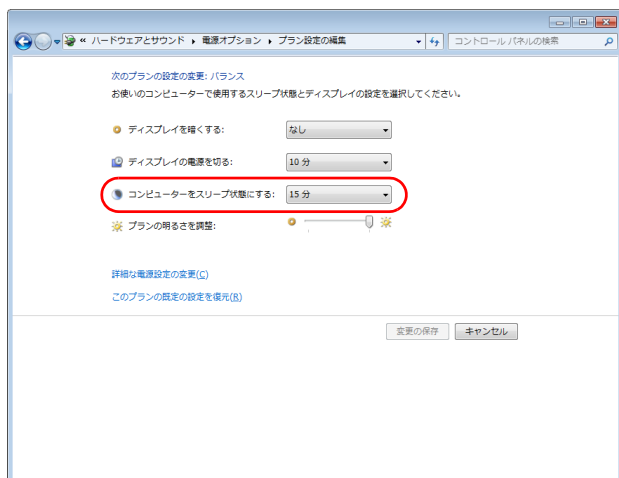 « ハードウェアとサウンド ▸ 電源オプション ▸ プラン設定の編集 コントロール パネルの検索
次のプランの設定の変更: バランス
お使いのコンピューターで使用するスリープ状態とディスプレイの設定を選択してください。
ディスプレイを暗くする: なし
ディスプレイの電源を切る: 10 分
コンピューターをスリープ状態にする: 15 分
プランの明るさを調整:
詳細な電源設定の変更(C)
このプランの既定の設定を復元(R)
変更の保存 キャンセル